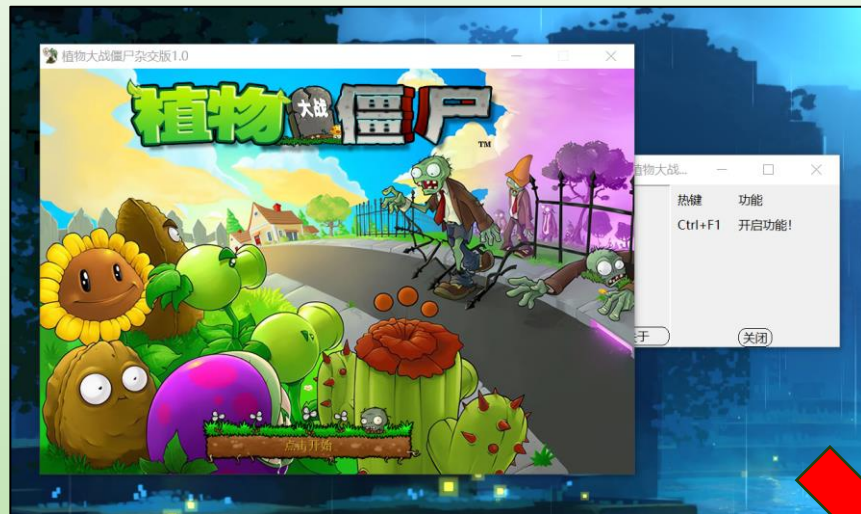 植物大战僵尸杂交版1.0
植物大战僵尸
TM
点击开始
植物大战...
热键 功能
Ctrl+F1 开启功能！
于
关闭